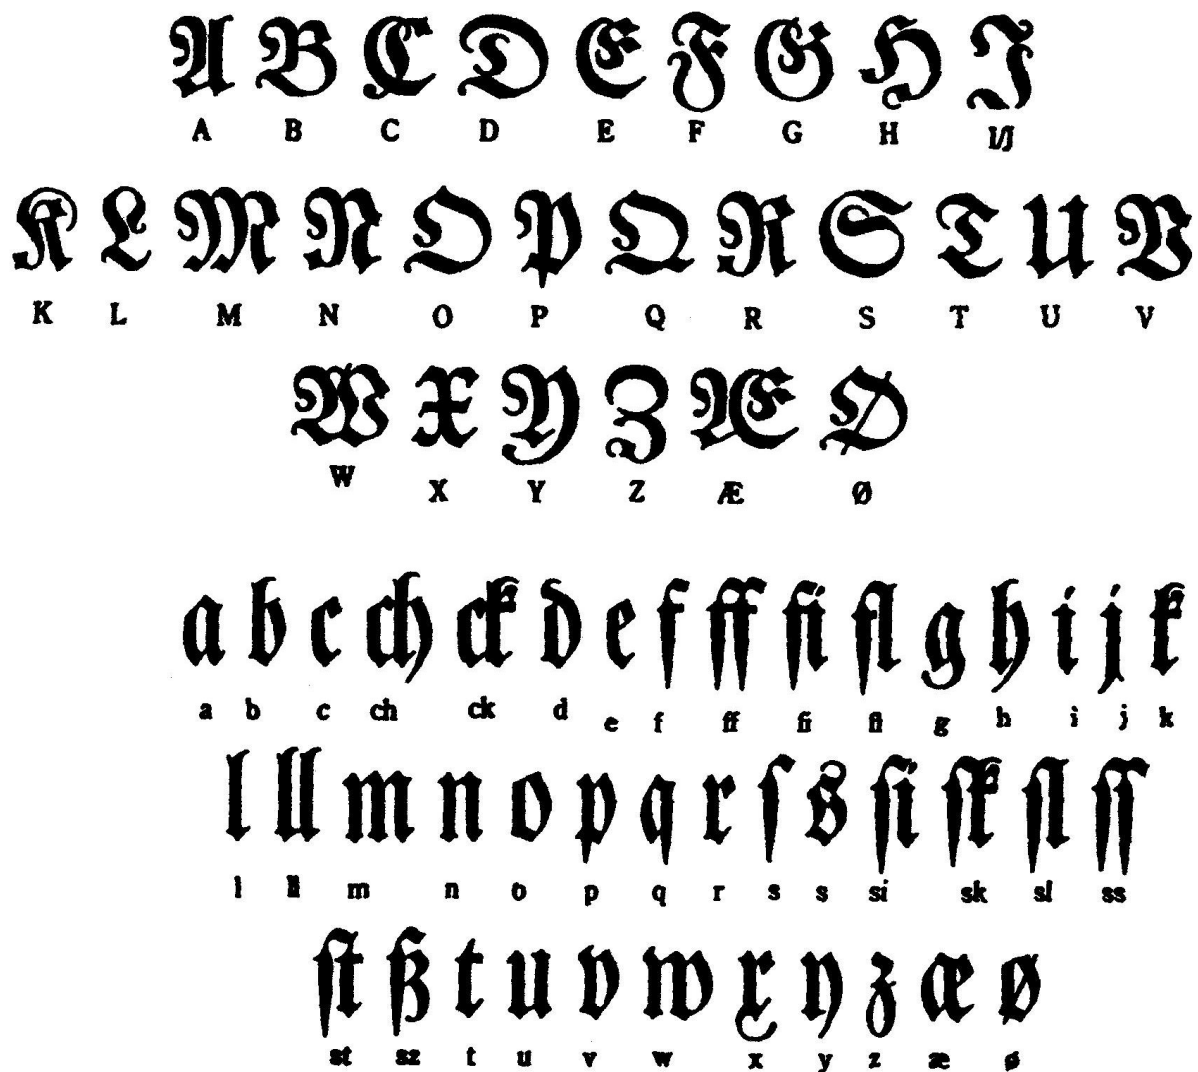 A B C D E F G H I
A B C D E F G H I/J
K L M N O P Q R S T U V
K L M N O P Q R S T U V
W X Y Z Æ Ø
W X Y Z Æ Ø
a b c ch ck d e f ff fi fl g h i j k
a b c ch ck d e f ff fi fl g h i j k
l ll m n o p q r ſ s ſi ſk ſl ſſ
l ll m n o p q r s s si sk sl ss
ſt ß t u v w x y z æ ø
st sz t u v w x y z æ ø